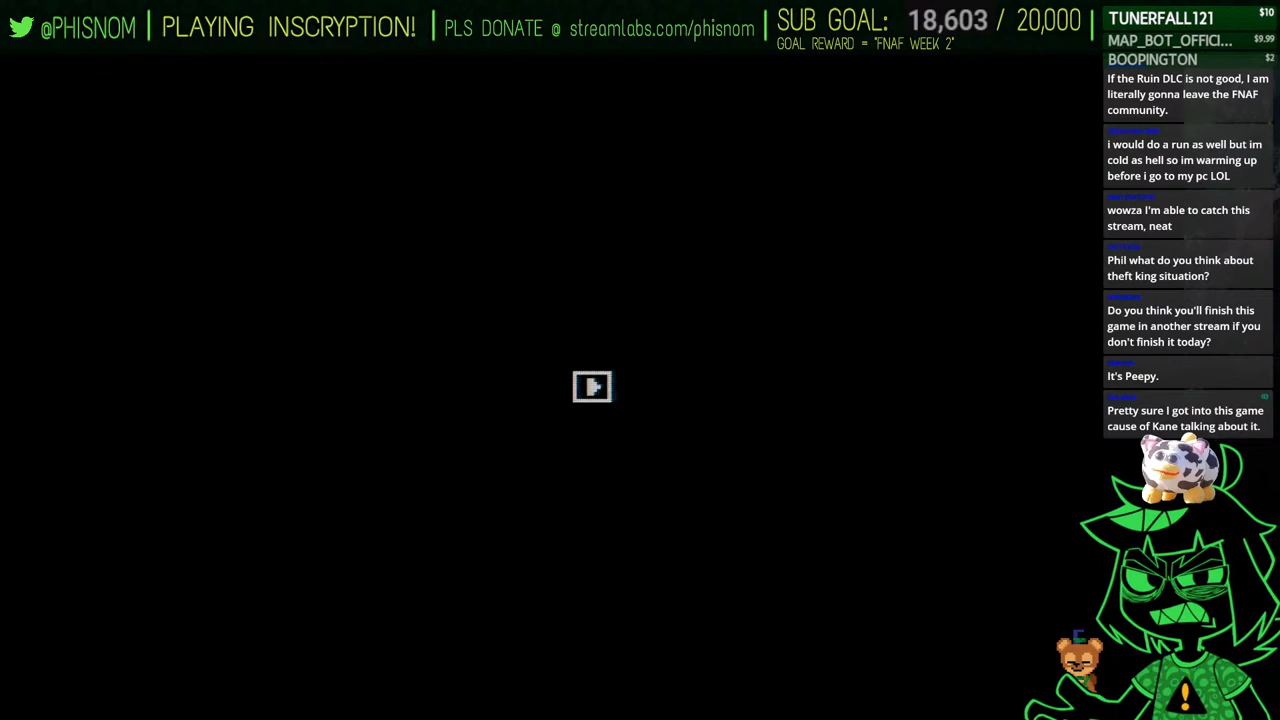 @PHISNOM
PLAYING INSCRYPTION!
PLS DONATE @ streamlabs.com/phisnom
SUB GOAL: 18,603 / 20,000
GOAL REWARD = "FNAF WEEK 2"
TUNERFALL121 $10
MAP_BOT_OFFICI... $9.99
BOOPINGTON $2
If the Ruin DLC is not good, I am
literally gonna leave the FNAF
community.
i would do a run as well but im
cold as hell so im warming up
before i go to my pc LOL
wowza I'm able to catch this
stream, neat
Phil what do you think about
theft king situation?
Do you think you'll finish this
game in another stream if you
don't finish it today?
It's Peepy.
Pretty sure I got into this game
cause of Kane talking about it.